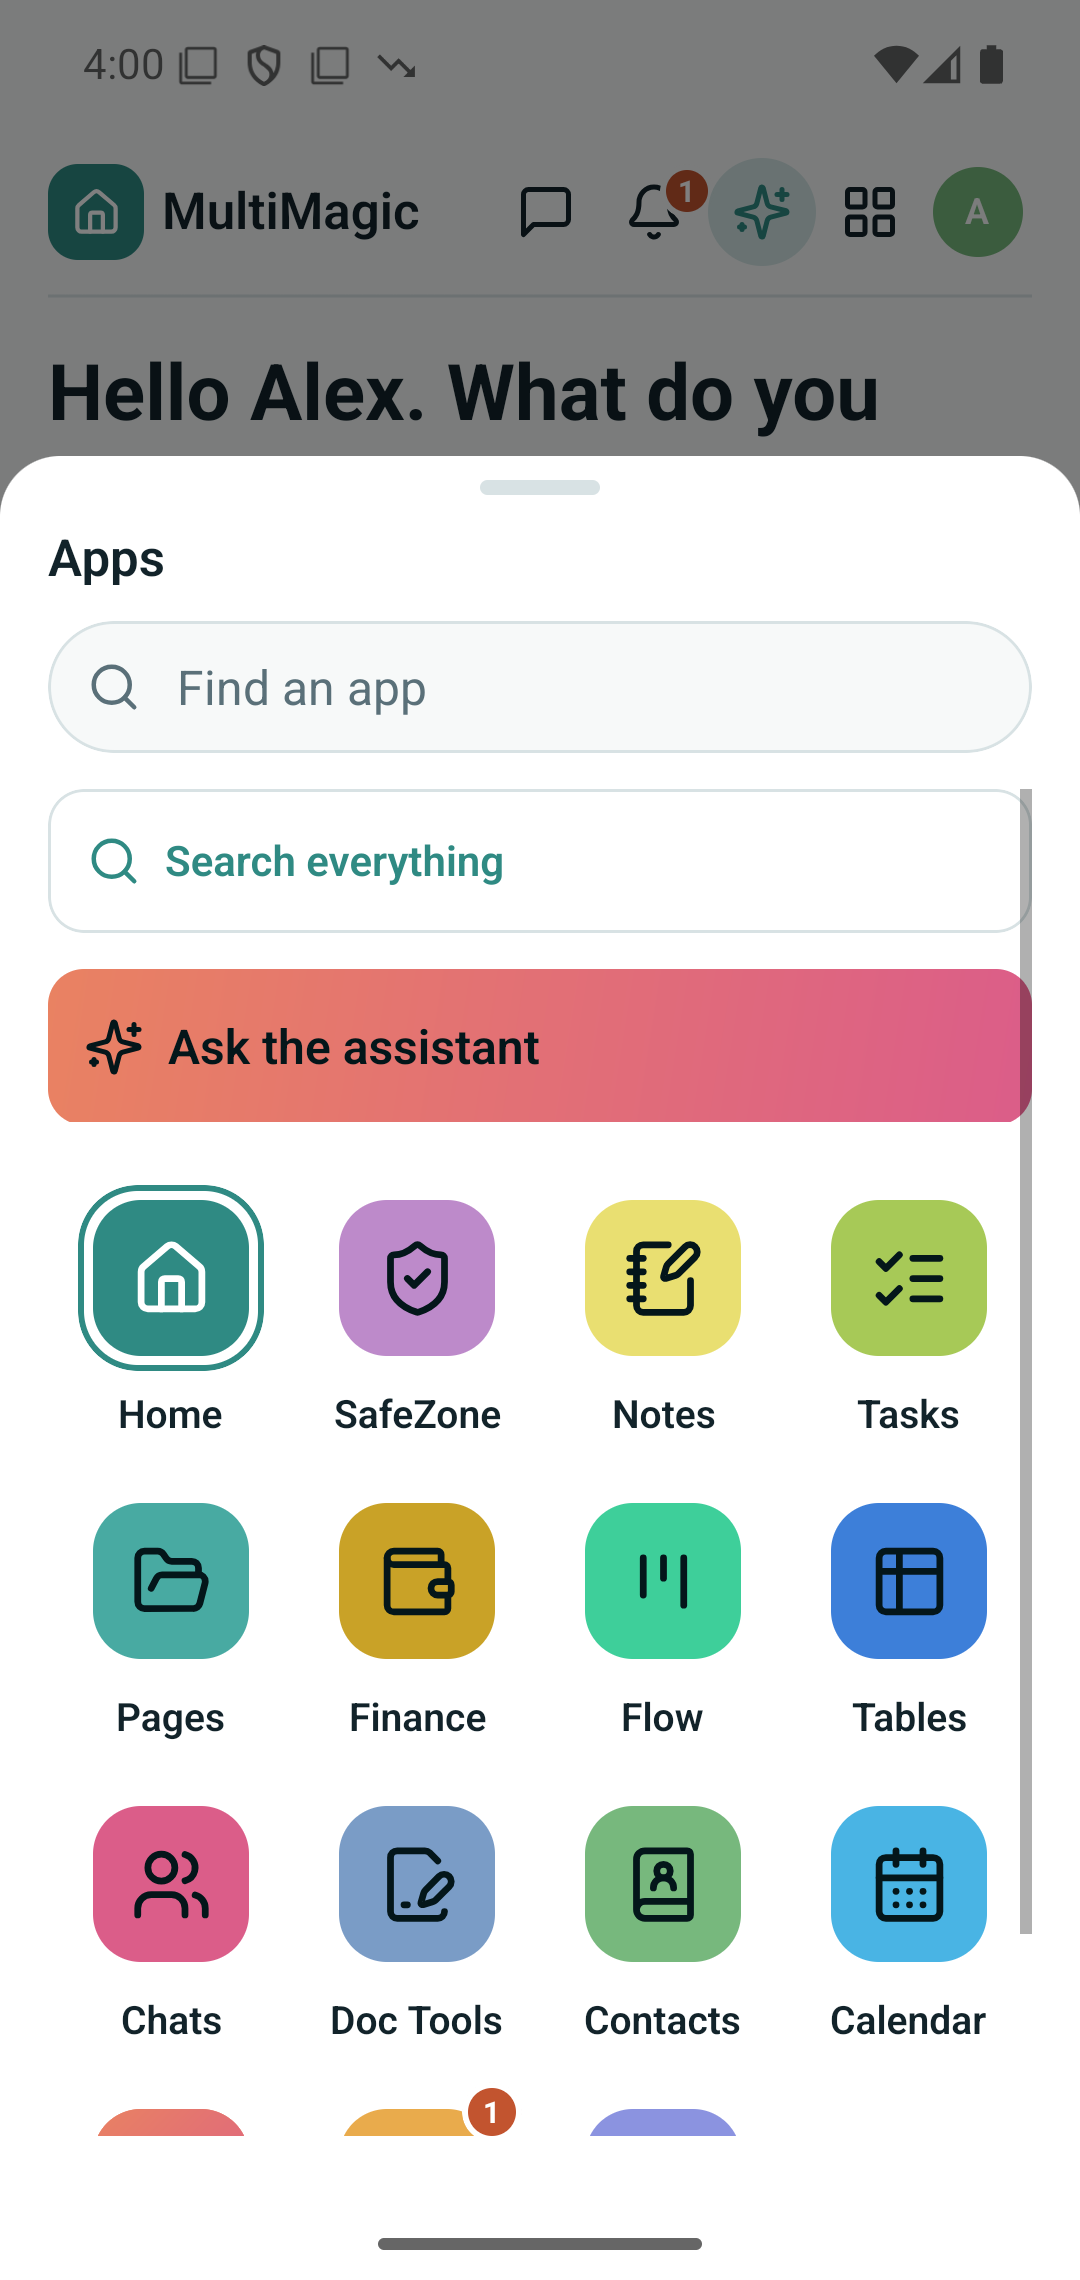 4:00
MultiMagic
1
A
Hello Alex. What do you
Apps
Find an app
Search everything
Ask the assistant
Home SafeZone Notes Tasks
Pages Finance Flow Tables
Chats Doc Tools Contacts Calendar
1